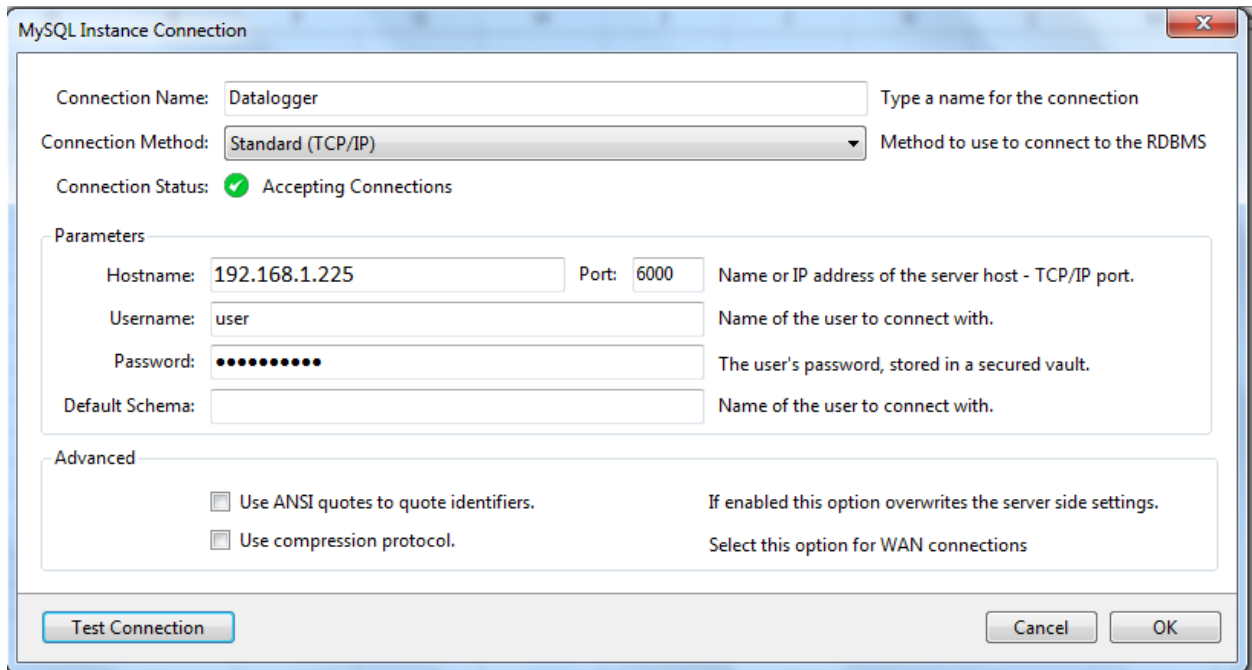 MySQL Instance Connection
Connection Name: Datalogger Type a name for the connection
Connection Method: Standard (TCP/IP) Method to use to connect to the RDBMS
Connection Status: Accepting Connections
Parameters
Hostname: 192.168.1.225 Port: 6000 Name or IP address of the server host - TCP/IP port.
Username: user Name of the user to connect with.
Password: ●●●●●●●●●● The user's password, stored in a secured vault.
Default Schema: Name of the user to connect with.
Advanced
Use ANSI quotes to quote identifiers. If enabled this option overwrites the server side settings.
Use compression protocol. Select this option for WAN connections
Test Connection Cancel OK